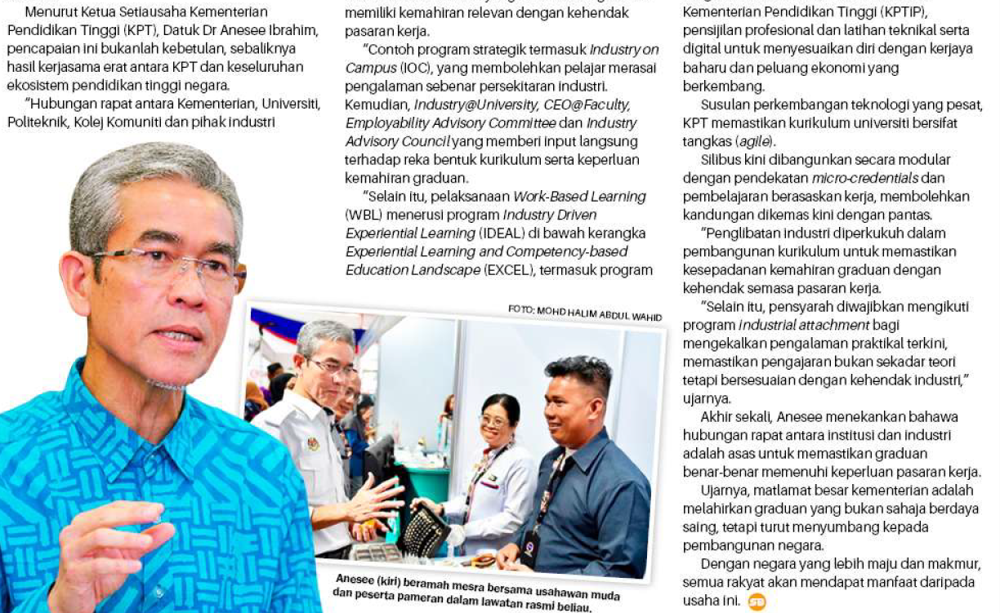 Menurut Ketua Setiausaha Kementerian
Pendidikan Tinggi (KPT), Datuk Dr Anesee Ibrahim,
pencapaian ini bukanlah kebetulan, sebaliknya
hasil kerjasama erat antara KPT dan keseluruhan
ekosistem pendidikan tinggi negara.
“Hubungan rapat antara Kementerian, Universiti,
Politeknik, Kolej Komuniti dan pihak industri
memiliki kemahiran relevan dengan kehendak
pasaran kerja.
“Contoh program strategik termasuk Industry on
Campus (IOC), yang membolehkan pelajar merasai
pengalaman sebenar persekitaran industri.
Kemudian, Industry@University, CEO@Faculty,
Employability Advisory Committee dan Industry
Advisory Council yang memberi input langsung
terhadap reka bentuk kurikulum serta keperluan
kemahiran graduan.
“Selain itu, pelaksanaan Work-Based Learning
(WBL) menerusi program Industry Driven
Experiential Learning (IDEAL) di bawah kerangka
Experiential Learning and Competency-based
Education Landscape (EXCEL), termasuk program
FOTO: MOHD HALIM ABDUL WAHID
Anesee (kiri) beramah mesra bersama usahawan muda
dan peserta pameran dalam lawatan rasmi beliau.
Kementerian Pendidikan Tinggi (KPTIP),
pensijilan profesional dan latihan teknikal serta
digital untuk menyesuaikan diri dengan kerjaya
baharu dan peluang ekonomi yang
berkembang.
Susulan perkembangan teknologi yang pesat,
KPT memastikan kurikulum universiti bersifat
tangkas (agile).
Silibus kini dibangunkan secara modular
dengan pendekatan micro-credentials dan
pembelajaran berasaskan kerja, membolehkan
kandungan dikemas kini dengan pantas.
“Penglibatan industri diperkukuh dalam
pembangunan kurikulum untuk memastikan
kesepadanan kemahiran graduan dengan
kehendak semasa pasaran kerja.
“Selain itu, pensyarah diwajibkan mengikuti
program industrial attachment bagi
mengekalkan pengalaman praktikal terkini,
memastikan pengajaran bukan sekadar teori
tetapi bersesuaian dengan kehendak industri,”
ujarnya.
Akhir sekali, Anesee menekankan bahawa
hubungan rapat antara institusi dan industri
adalah asas untuk memastikan graduan
benar-benar memenuhi keperluan pasaran kerja.
Ujarnya, matlamat besar kementerian adalah
melahirkan graduan yang bukan sahaja berdaya
saing, tetapi turut menyumbang kepada
pembangunan negara.
Dengan negara yang lebih maju dan makmur,
semua rakyat akan mendapat manfaat daripada
usaha ini. SB